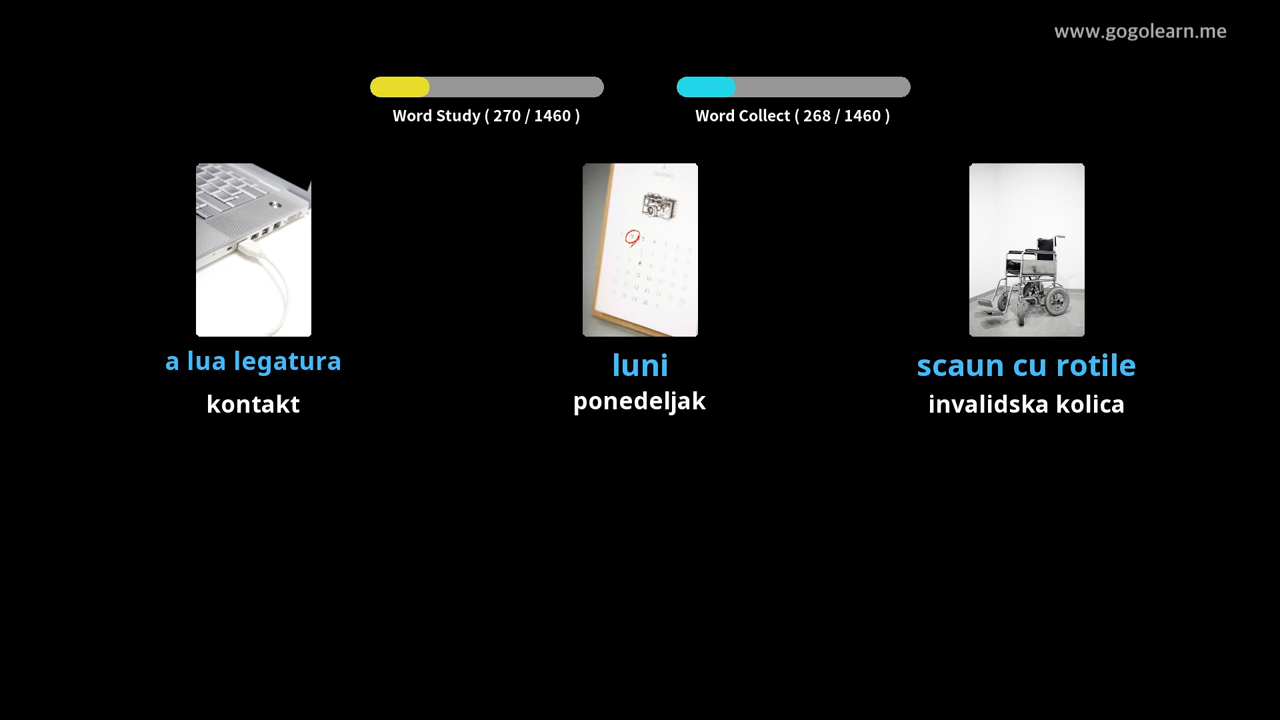 www.gogolearn.me
Word Study ( 270 / 1460 )
Word Collect ( 268 / 1460 )
a lua legatura
kontakt
luni
ponedeljak
scaun cu rotile
invalidska kolica